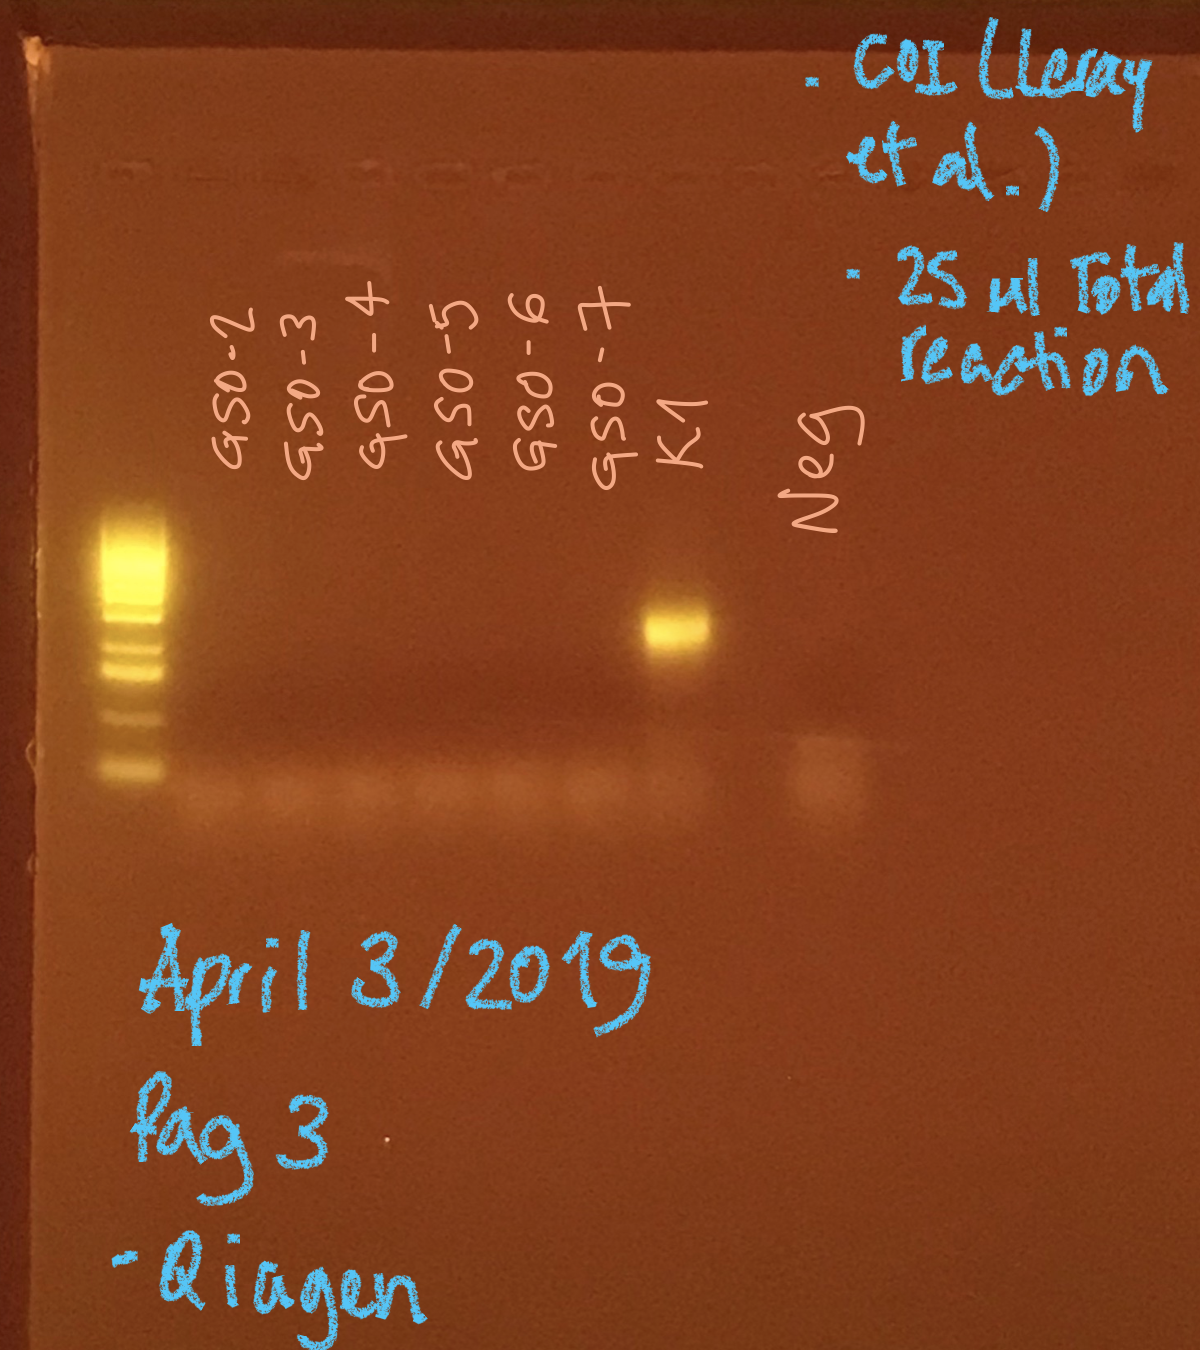 · COI (Leray
et al.)
· 25 ul Total
reaction
GSO-2
GSO-3
GSO-4
GSO-5
GSO-6
GSO-7
K1
Neg
April 3/2019
Pag 3
- Qiagen